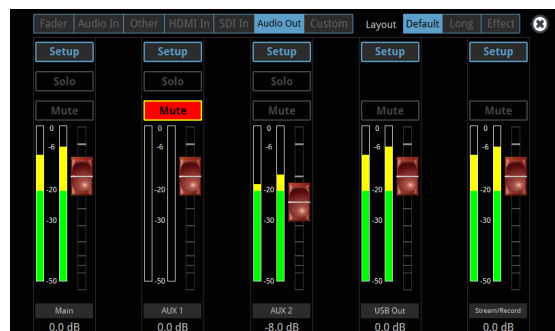 Fader Audio In Other HDMI In SDI In Audio Out Custom Layout Default Long Effect
Setup Setup Setup Setup Setup
Solo Solo Solo
Mute Mute Mute Mute Mute
0 0 0 0 0
-6 -6 -6 -6 -6
-20 -20 -20 -20 -20
-30 -30 -30 -30 -30
-50 -50 -50 -50 -50
Main AUX 1 AUX 2 USB Out Stream/Record
0.0 dB 0.0 dB -8.0 dB 0.0 dB 0.0 dB